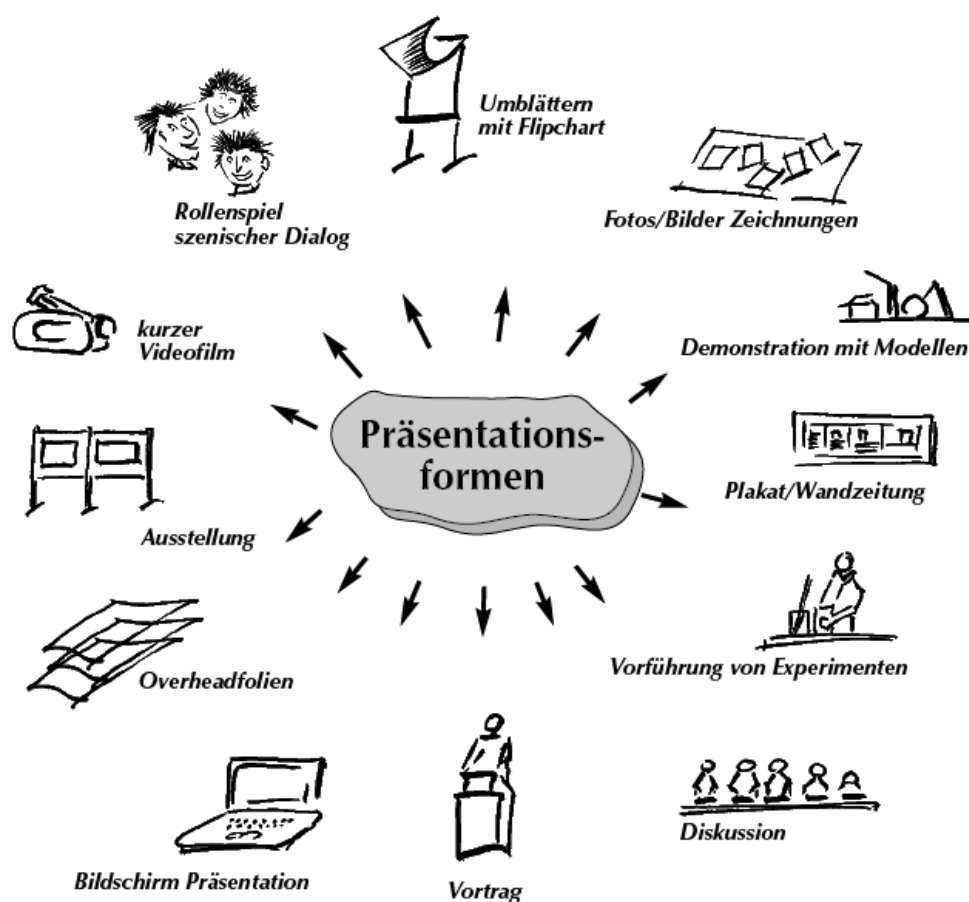 Umblättern
mit Flipchart
Rollenspiel
szenischer Dialog
Fotos/Bilder Zeichnungen
kurzer
Videofilm
Demonstration mit Modellen
Präsentations-
formen
Plakat/Wandzeitung
Ausstellung
Vorführung von Experimenten
Overheadfolien
Diskussion
Bildschirm Präsentation
Vortrag